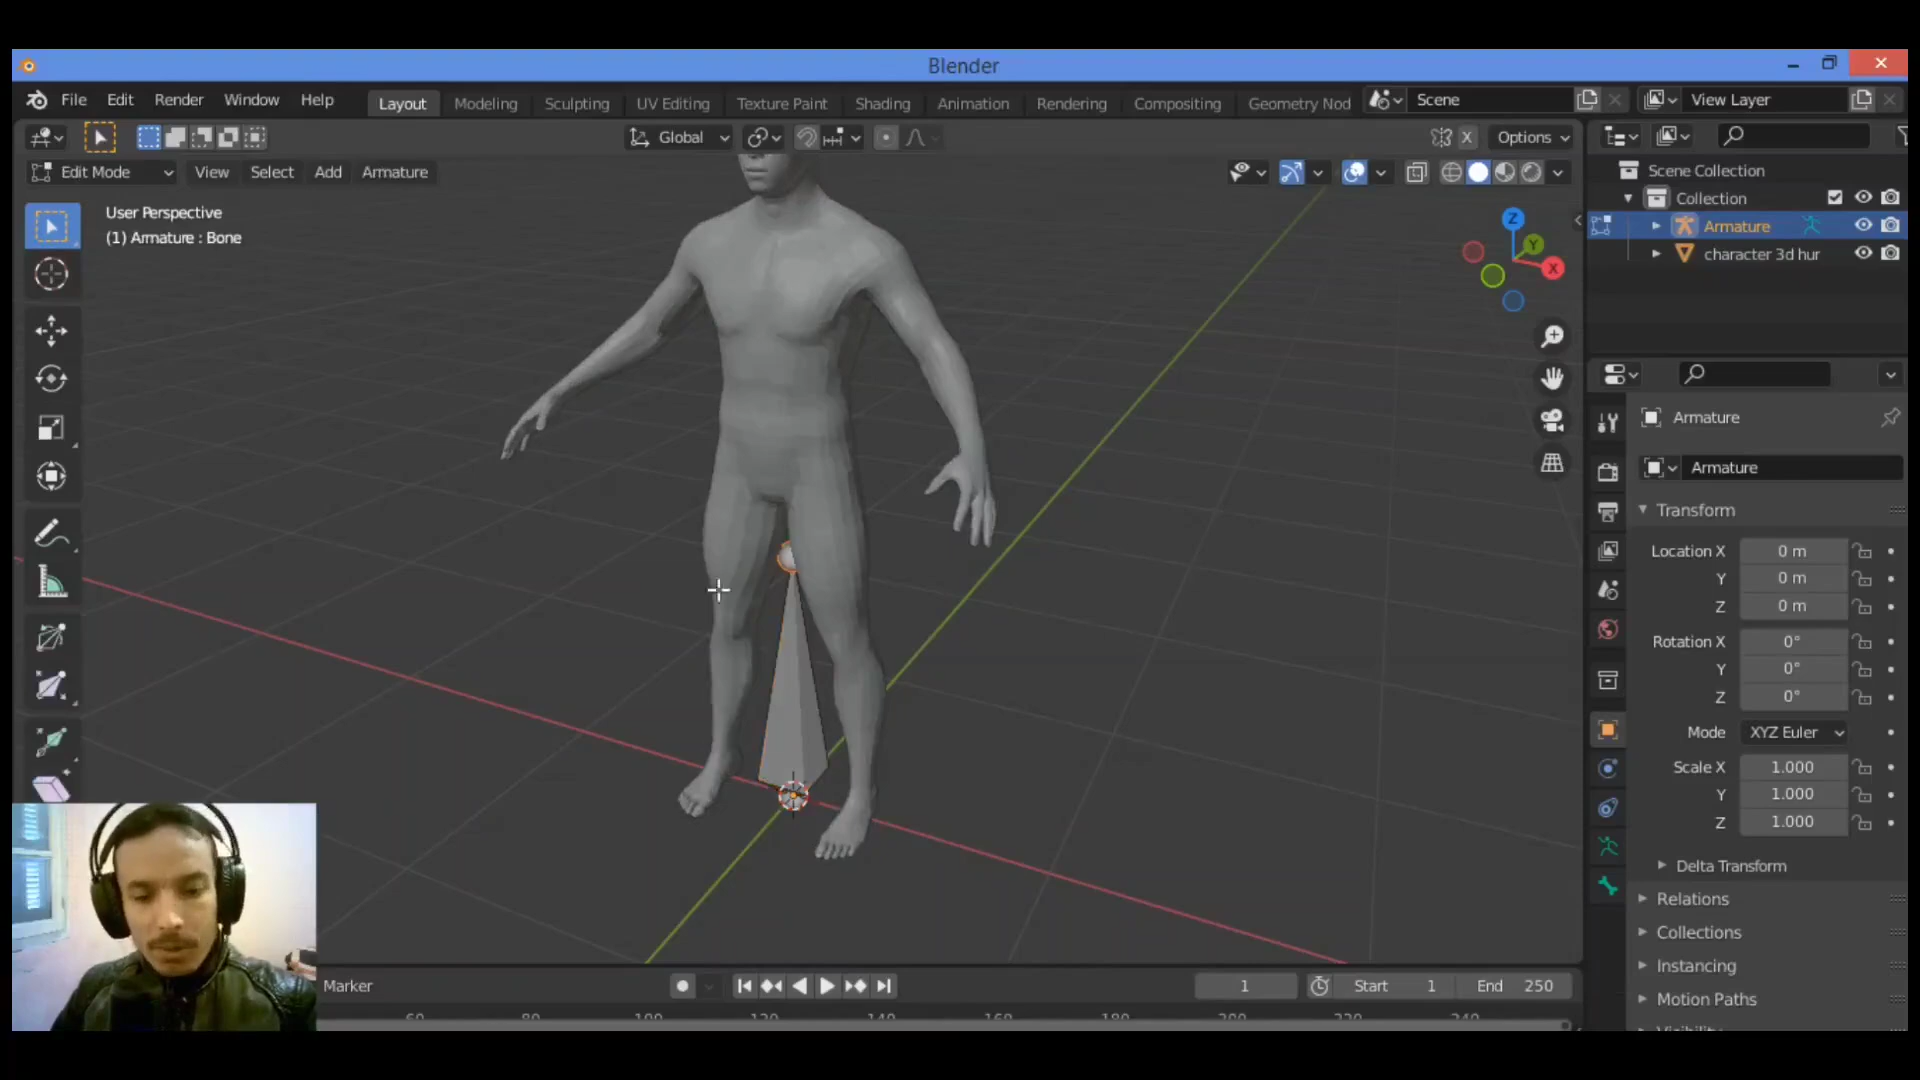 Blender
File Edit Render Window Help Layout Modeling Sculpting UV Editing Texture Paint Shading Animation Rendering Compositing Geometry Nod Scene View Layer
Global X Options
Edit Mode View Select Add Armature
User Perspective
(1) Armature : Bone
Z
Y
X
Scene Collection
Collection
Armature
character 3d hur
Armature
Armature
Transform
Location X 0 m
Y 0 m
Z 0 m
Rotation X 0°
Y 0°
Z 0°
Mode XYZ Euler
Scale X 1.000
Y 1.000
Z 1.000
Delta Transform
Relations
Collections
Instancing
Motion Paths
Marker 1 Start 1 End 250